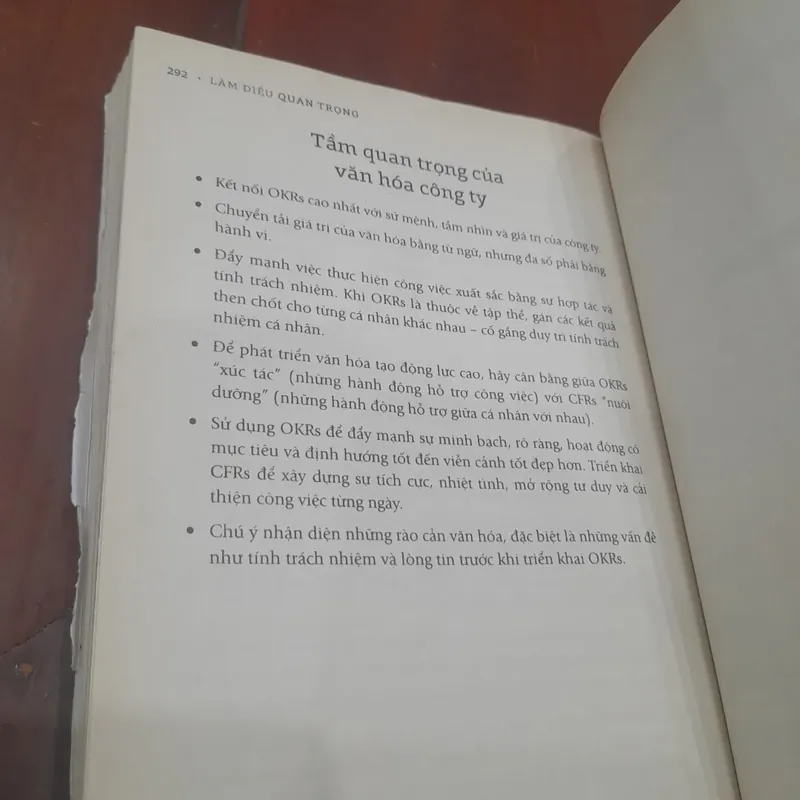 292 • LÀM ĐIỀU QUAN TRỌNG
Tầm quan trọng của
văn hóa công ty
• Kết nối OKRs cao nhất với sứ mệnh, tầm nhìn và giá trị của công ty.
• Chuyển tải giá trị của văn hóa bằng từ ngữ, nhưng đa số phải bằng
hành vi.
• Đẩy mạnh việc thực hiện công việc xuất sắc bằng sự hợp tác và
tính trách nhiệm. Khi OKRs là thuộc về tập thể, gán các kết quả
then chốt cho từng cá nhân khác nhau – cố gắng duy trì tính trách
nhiệm cá nhân.
• Để phát triển văn hóa tạo động lực cao, hãy cân bằng giữa OKRs
“xúc tác” (những hành động hỗ trợ công việc) với CFRs “nuôi
dưỡng” (những hành động hỗ trợ giữa cá nhân với nhau).
• Sử dụng OKRs để đẩy mạnh sự minh bạch, rõ ràng, hoạt động có
mục tiêu và định hướng tốt đến viễn cảnh tốt đẹp hơn. Triển khai
CFRs để xây dựng sự tích cực, nhiệt tình, mở rộng tư duy và cải
thiện công việc từng ngày.
• Chú ý nhận diện những rào cản văn hóa, đặc biệt là những vấn đề
như tính trách nhiệm và lòng tin trước khi triển khai OKRs.